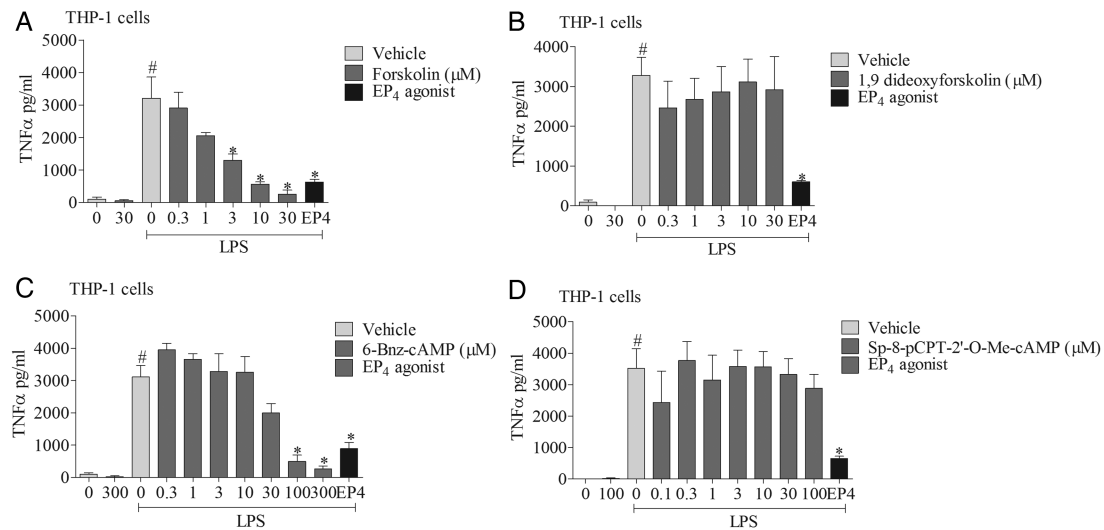 A
THP-1 cells
TNFα pg/ml
5000
4000
3000
2000
1000
0
#
*
*
*
*
Vehicle
Forskolin (μM)
EP4 agonist
0 30 0 0.3 1 3 10 30 EP4
LPS
B
THP-1 cells
TNFα pg/ml
4000
3000
2000
1000
0
#
*
Vehicle
1,9 dideoxyforskolin (μM)
EP4 agonist
0 30 0 0.3 1 3 10 30 EP4
LPS
C
THP-1 cells
TNFα pg/ml
5000
4000
3000
2000
1000
0
#
*
*
*
Vehicle
6-Bnz-cAMP (μM)
EP4 agonist
0 300 0 0.3 1 3 10 30 100 300 EP4
LPS
D
THP-1 cells
TNFα pg/ml
5000
4000
3000
2000
1000
0
#
*
Vehicle
Sp-8-pCPT-2'-O-Me-cAMP (μM)
EP4 agonist
0 100 0 0.1 0.3 1 3 10 30 100 EP4
LPS